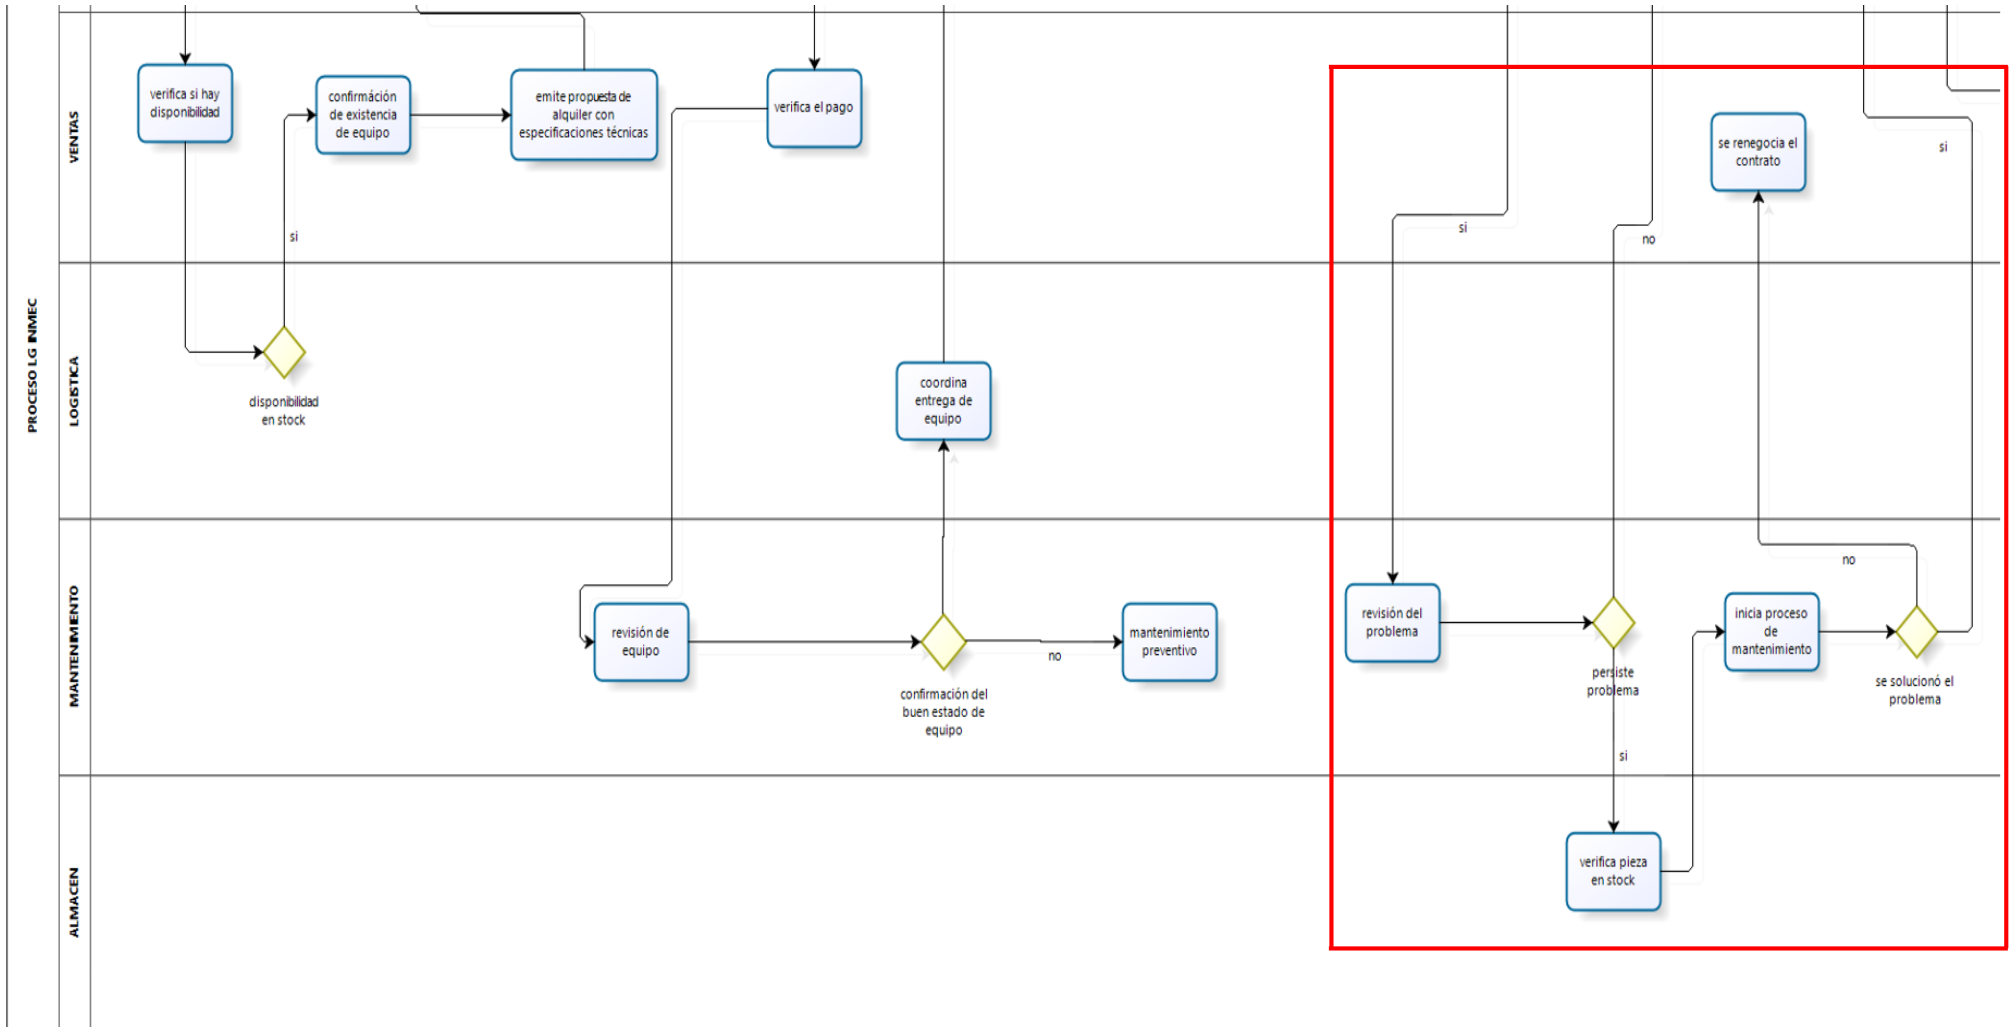 PROCESO LG INMEC
VENTAS
verifica si hay
disponibilidad
confirmáción
de existencia
de equipo
emite propuesta de
alquiler con
especificaciones técnicas
verifica el pago
se renegocia el
contrato
si
si
si
no
LOGISTICA
disponibilidad
en stock
coordina
entrega de
equipo
MANTENIMIENTO
revisión de
equipo
confirmación del
buen estado de
equipo
no
mantenimiento
preventivo
revisión del
problema
persiste
problema
si
inicia proceso
de
mantenimiento
no
se solucionó el
problema
ALMACEN
verifica pieza
en stock